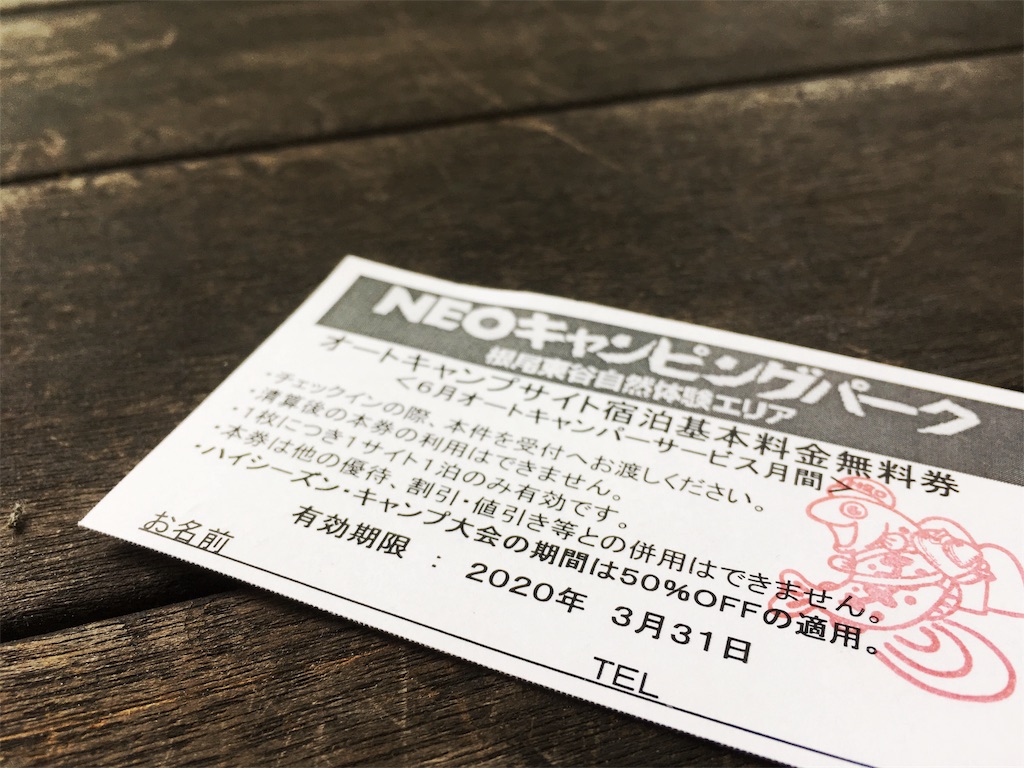 NEOキャンピングパーク
根尾東谷自然体験エリア
オートキャンプサイト宿泊基本料金無料券
<6月オートキャンパーサービス月間>
・チェックインの際、本件を受付へお渡しください。
・清算後の本券の利用はできません。
・1枚につき1サイト1泊のみ有効です。
・本券は他の優待、割引・値引き等との併用はできません。
・ハイシーズン・キャンプ大会の期間は50%OFFの適用。
有効期限 : 2020年 3月31日
お名前 TEL